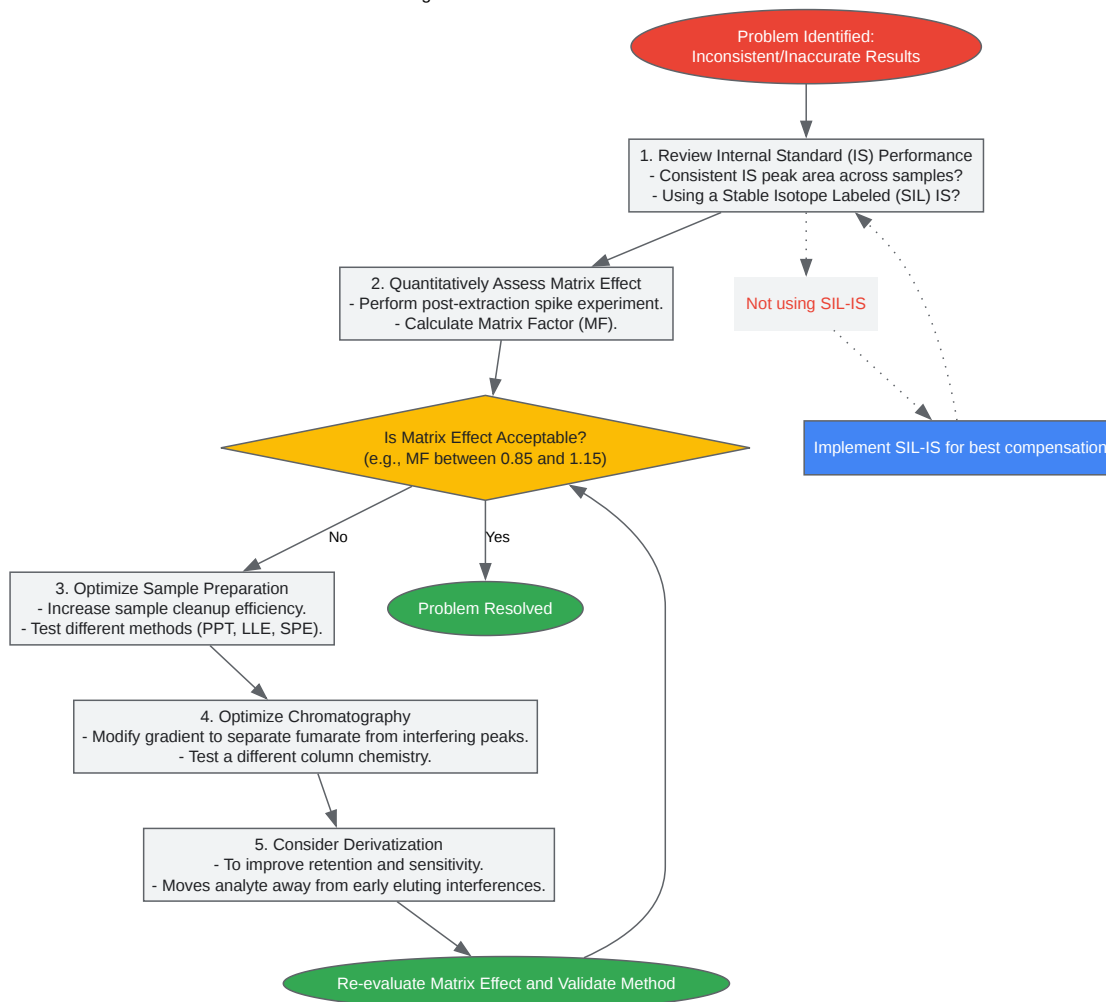 Problem Identified:
Inconsistent/Inaccurate Results
1. Review Internal Standard (IS) Performance
- Consistent IS peak area across samples?
- Using a Stable Isotope Labeled (SIL) IS?
2. Quantitatively Assess Matrix Effect
- Perform post-extraction spike experiment.
- Calculate Matrix Factor (MF).
Not using SIL-IS
Is Matrix Effect Acceptable?
(e.g., MF between 0.85 and 1.15)
Implement SIL-IS for best compensation
No
Yes
3. Optimize Sample Preparation
- Increase sample cleanup efficiency.
- Test different methods (PPT, LLE, SPE).
Problem Resolved
4. Optimize Chromatography
- Modify gradient to separate fumarate from interfering peaks.
- Test a different column chemistry.
5. Consider Derivatization
- To improve retention and sensitivity.
- Moves analyte away from early eluting interferences.
Re-evaluate Matrix Effect and Validate Method